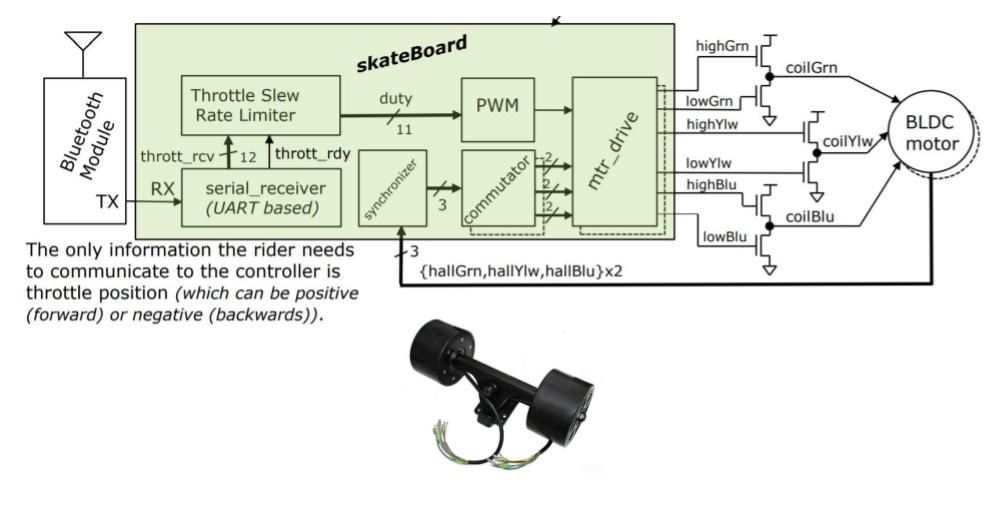 skateBoard
Bluetooth
Module
TX
RX
Throttle Slew
Rate Limiter
thrott_rcv
12
thrott_rdy
serial_receiver
(UART based)
duty
11
PWM
synchronizer
3
commutator
2
2
2
mtr_drive
highGrn
lowGrn
highYlw
lowYlw
highBlu
lowBlu
coilGrn
coilYlw
coilBlu
BLDC
motor
3
{hallGrn,hallYlw,hallBlu}x2
The only information the rider needs
to communicate to the controller is
throttle position (which can be positive
(forward) or negative (backwards)).